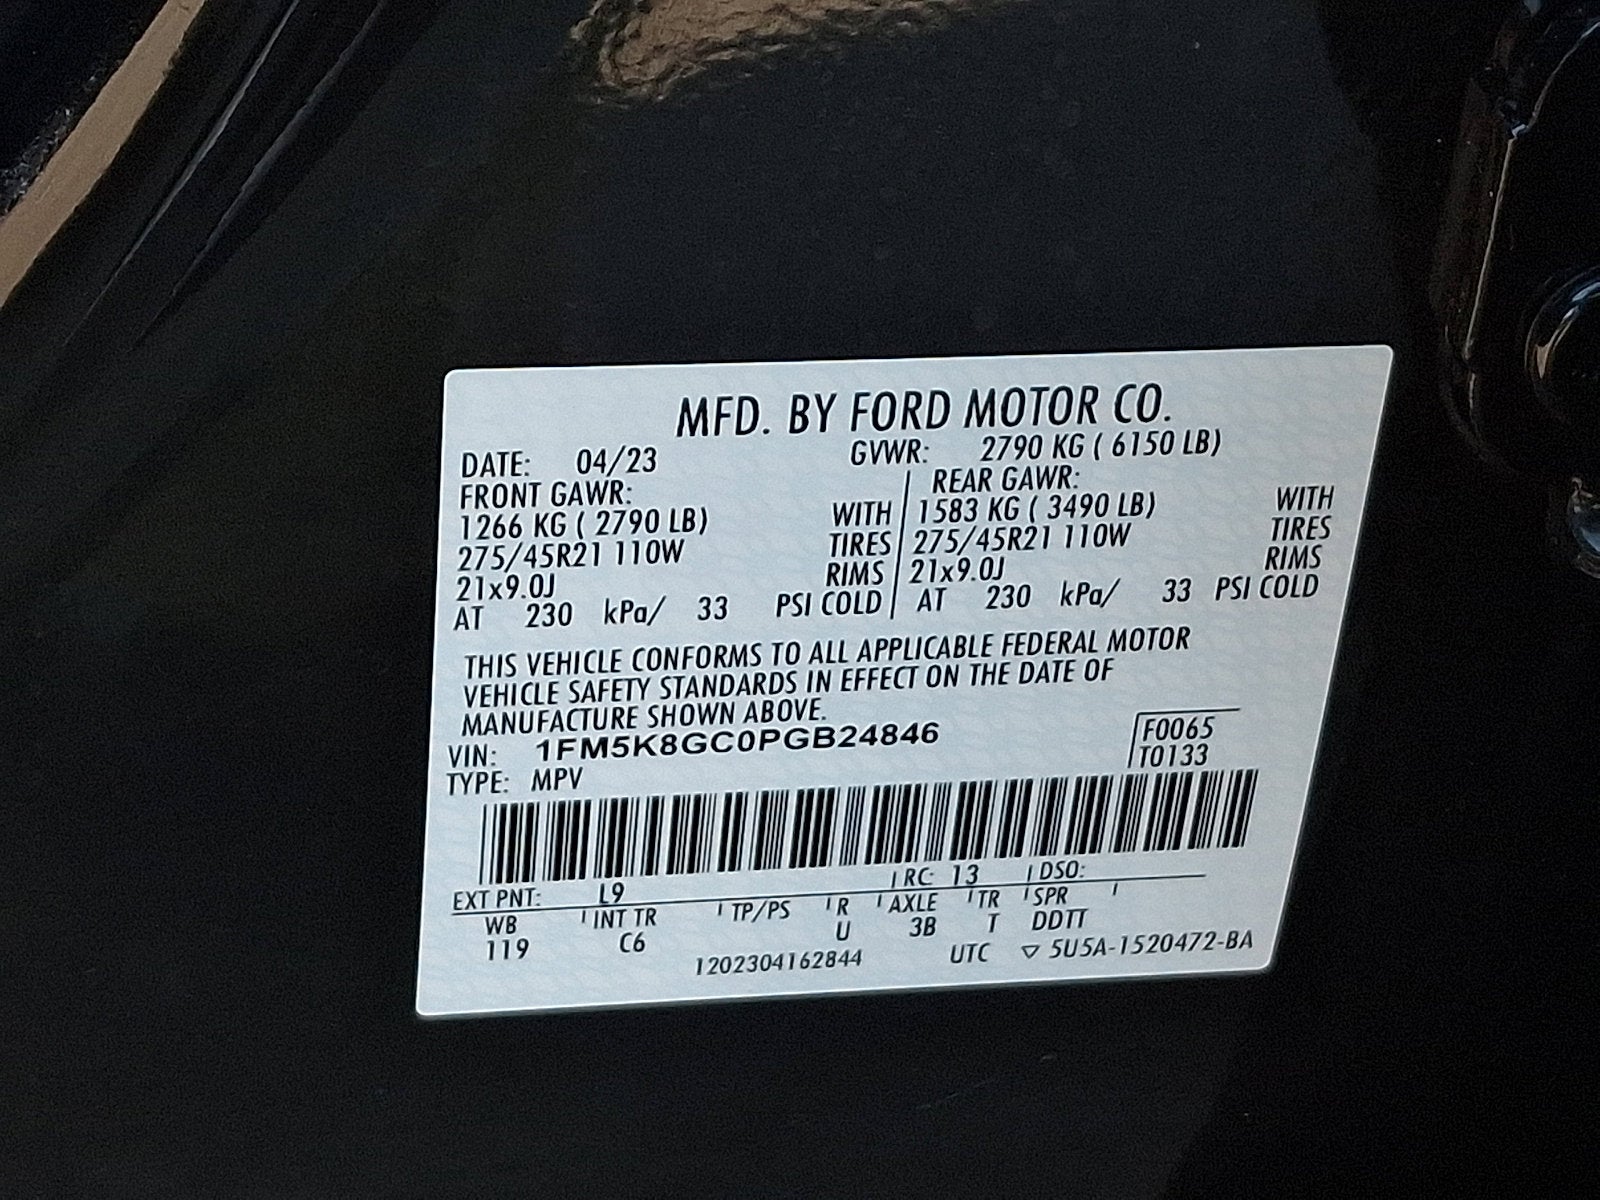 MFD. BY FORD MOTOR CO.
DATE: 04/23 GVWR: 2790 KG ( 6150 LB)
FRONT GAWR: REAR GAWR:
1266 KG ( 2790 LB) WITH 1583 KG ( 3490 LB) WITH
275/45R21 110W TIRES 275/45R21 110W TIRES
21x9.0J RIMS 21x9.0J RIMS
AT 230 kPa/ 33 PSI COLD AT 230 kPa/ 33 PSI COLD
THIS VEHICLE CONFORMS TO ALL APPLICABLE FEDERAL MOTOR
VEHICLE SAFETY STANDARDS IN EFFECT ON THE DATE OF
MANUFACTURE SHOWN ABOVE.
VIN: 1FM5K8GC0PGB24846 F0065
TYPE: MPV T0133
EXT PNT: L9 RC: 13 DSO:
WB INT TR TP/PS R AXLE TR SPR
119 C6 U 3B T DDTT
1202304162844 UTC ▽ 5U5A-1520472-BA